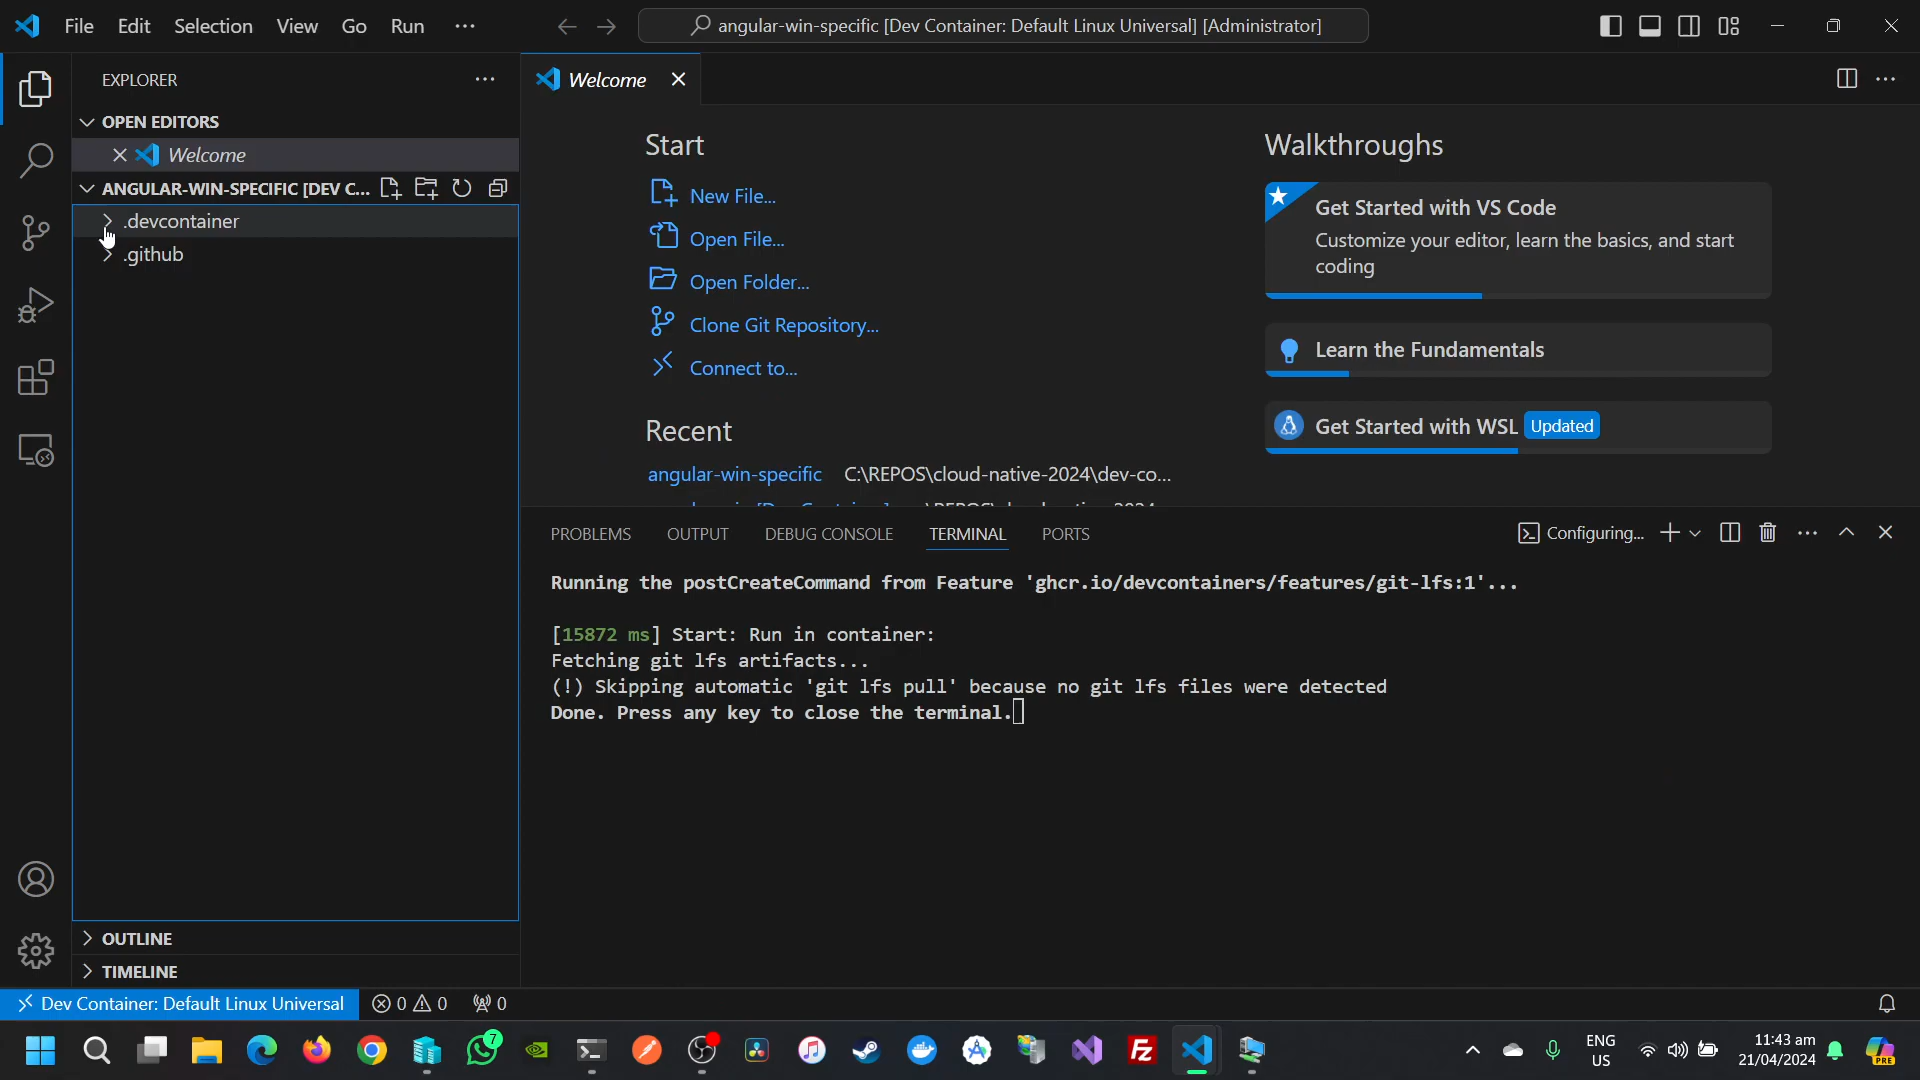 File Edit Selection View Go Run ...
angular-win-specific [Dev Container: Default Linux Universal] [Administrator]
EXPLORER
OPEN EDITORS
Welcome
ANGULAR-WIN-SPECIFIC [DEV C...
.devcontainer
.github
OUTLINE
TIMELINE
Welcome
Start
New File...
Open File...
Open Folder...
Clone Git Repository...
Connect to...
Recent
angular-win-specific C:\REPOS\cloud-native-2024\dev-co...
Walkthroughs
Get Started with VS Code
Customize your editor, learn the basics, and start
coding
Learn the Fundamentals
Get Started with WSL Updated
PROBLEMS OUTPUT DEBUG CONSOLE TERMINAL PORTS
Configuring...
Running the postCreateCommand from Feature 'ghcr.io/devcontainers/features/git-lfs:1'...
[15872 ms] Start: Run in container:
Fetching git lfs artifacts...
(!) Skipping automatic 'git lfs pull' because no git lfs files were detected
Done. Press any key to close the terminal.
Dev Container: Default Linux Universal 0 0 0
7
Fz
ENG
US
11:43 am
21/04/2024
PRE